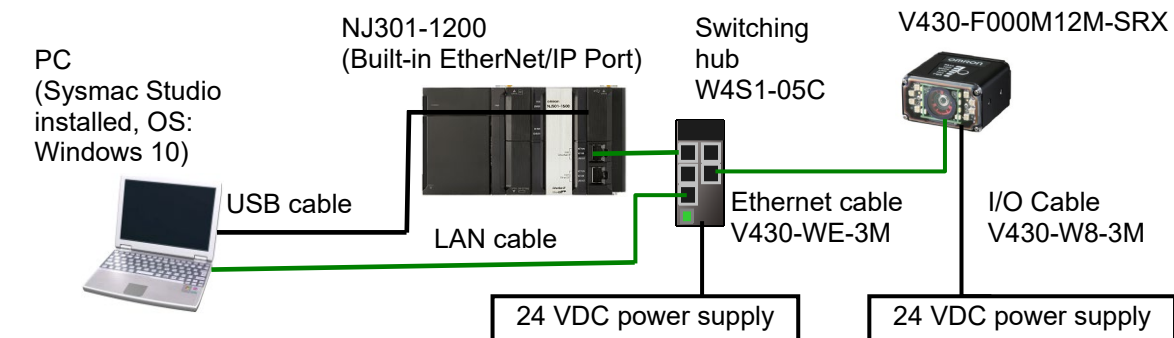 PC
(Sysmac Studio
installed, OS:
Windows 10)
NJ301-1200
(Built-in EtherNet/IP Port)
Switching
hub
W4S1-05C
V430-F000M12M-SRX
omron
USB cable
LAN cable
Ethernet cable
V430-WE-3M
I/O Cable
V430-W8-3M
24 VDC power supply
24 VDC power supply